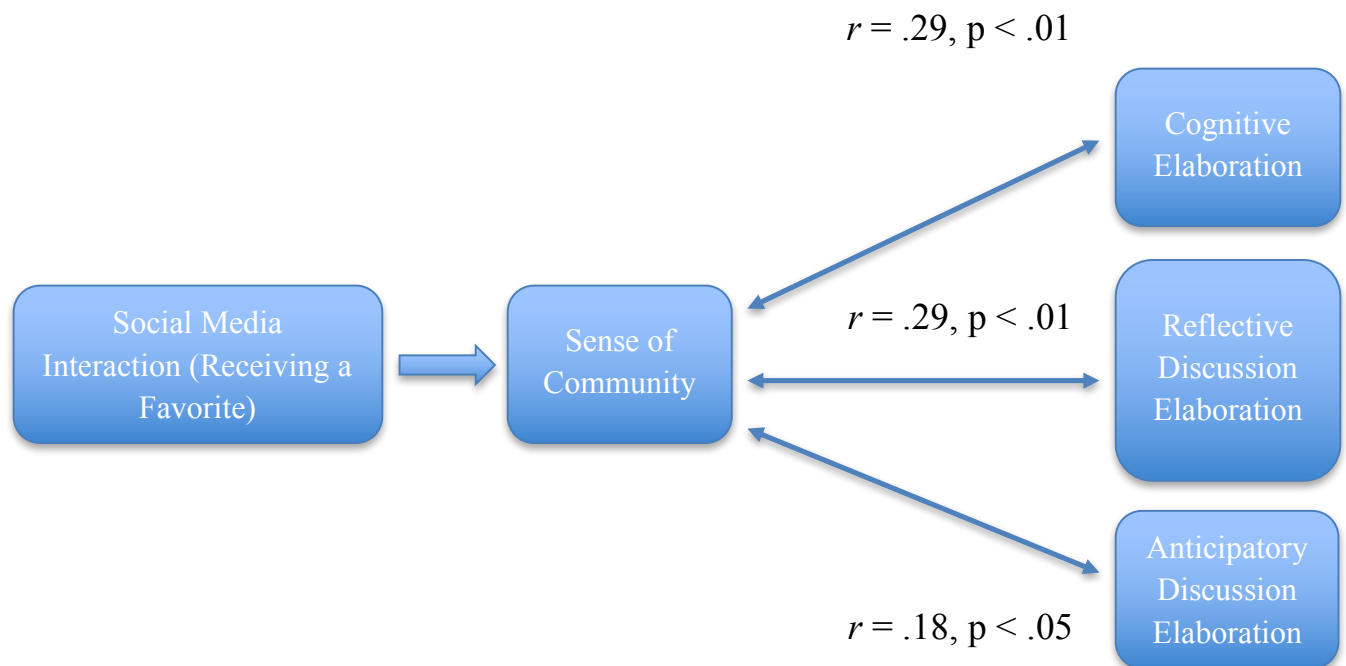 r = .29, p < .01
Cognitive
Elaboration
Social Media
Interaction (Receiving a
Favorite)
Sense of
Community
r = .29, p < .01
Reflective
Discussion
Elaboration
Anticipatory
Discussion
Elaboration
r = .18, p < .05